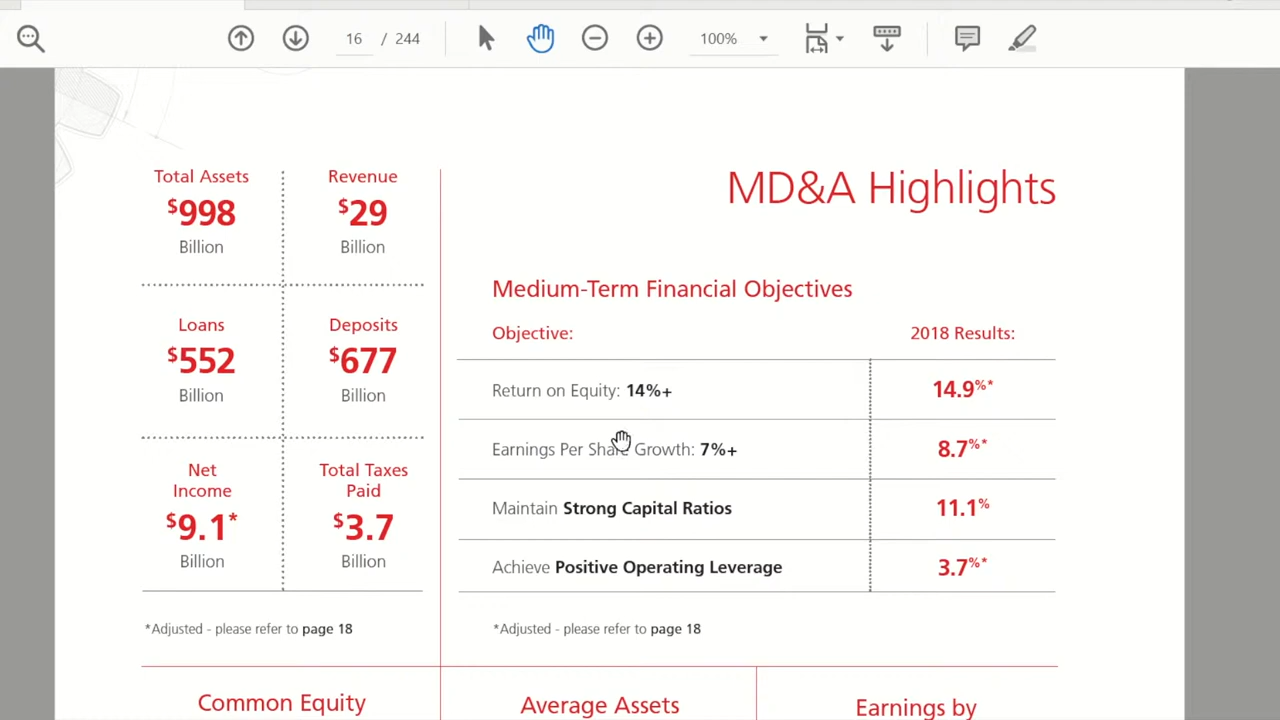 16 / 244
100%
Total Assets
$998
Billion
Revenue
$29
Billion
Loans
$552
Billion
Deposits
$677
Billion
Net
Income
$9.1*
Billion
Total Taxes
Paid
$3.7
Billion
*Adjusted - please refer to page 18
MD&A Highlights
Medium-Term Financial Objectives
Objective: 2018 Results:
Return on Equity: 14%+ 14.9%*
Earnings Per Share Growth: 7%+ 8.7%*
Maintain Strong Capital Ratios 11.1%
Achieve Positive Operating Leverage 3.7%*
*Adjusted - please refer to page 18
Common Equity
Average Assets
Earnings by